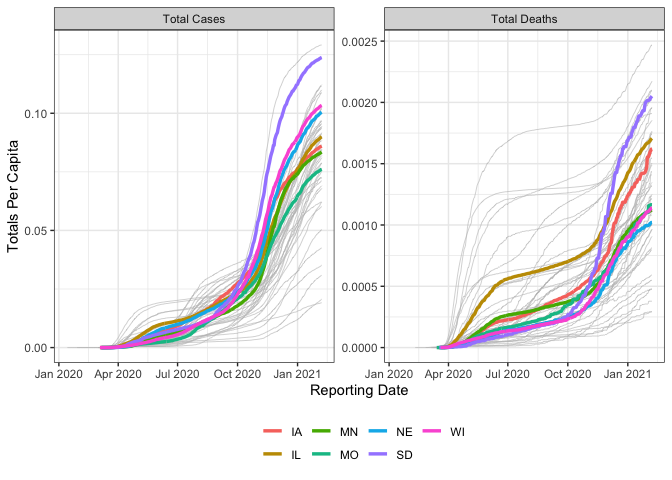 Total Cases
Total Deaths
Totals Per Capita
0.10
0.05
0.00
0.0025
0.0020
0.0015
0.0010
0.0005
0.0000
Jan 2020 Apr 2020 Jul 2020 Oct 2020 Jan 2021
Jan 2020 Apr 2020 Jul 2020 Oct 2020 Jan 2021
Reporting Date
IA MN NE WI
IL MO SD